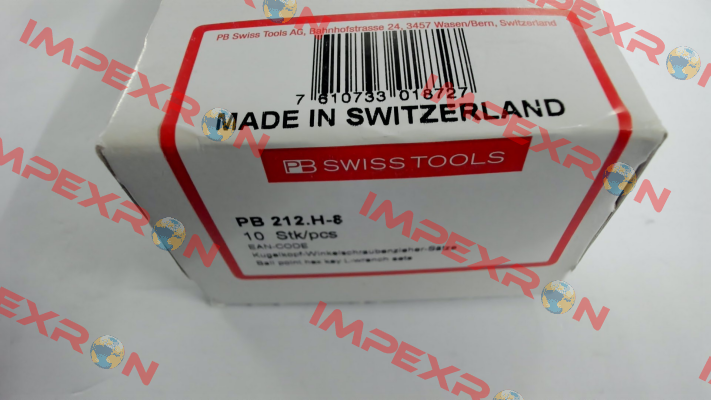 PB Swiss Tools AG, Bahnhofstrasse 24, 3457 Wasen/Bern, Switzerland
7 610733 018727
MADE IN SWITZERLAND
PB SWISS TOOLS
PB 212.H-8
10 Stk/pcs
EAN-CODE
Kugelkopf-Winkelschraubenzieher-Sätze
Ball point hex key L-wrench sets
IMPEXRON
IMPEXRON
IMPEXRON
IMPEXRON
IMPEXRON
IMPEXRON
IMPEXRON